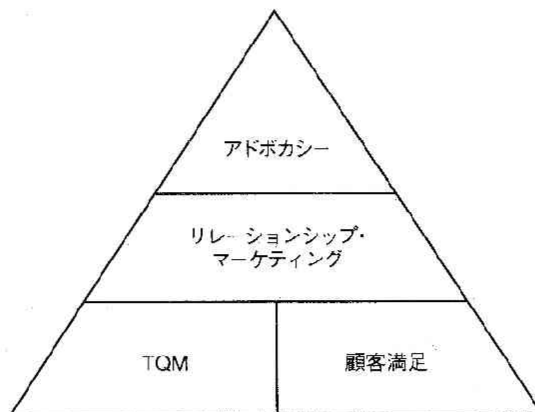 アドボカシー
リレーションシップ・
マーケティング
TQM
顧客満足